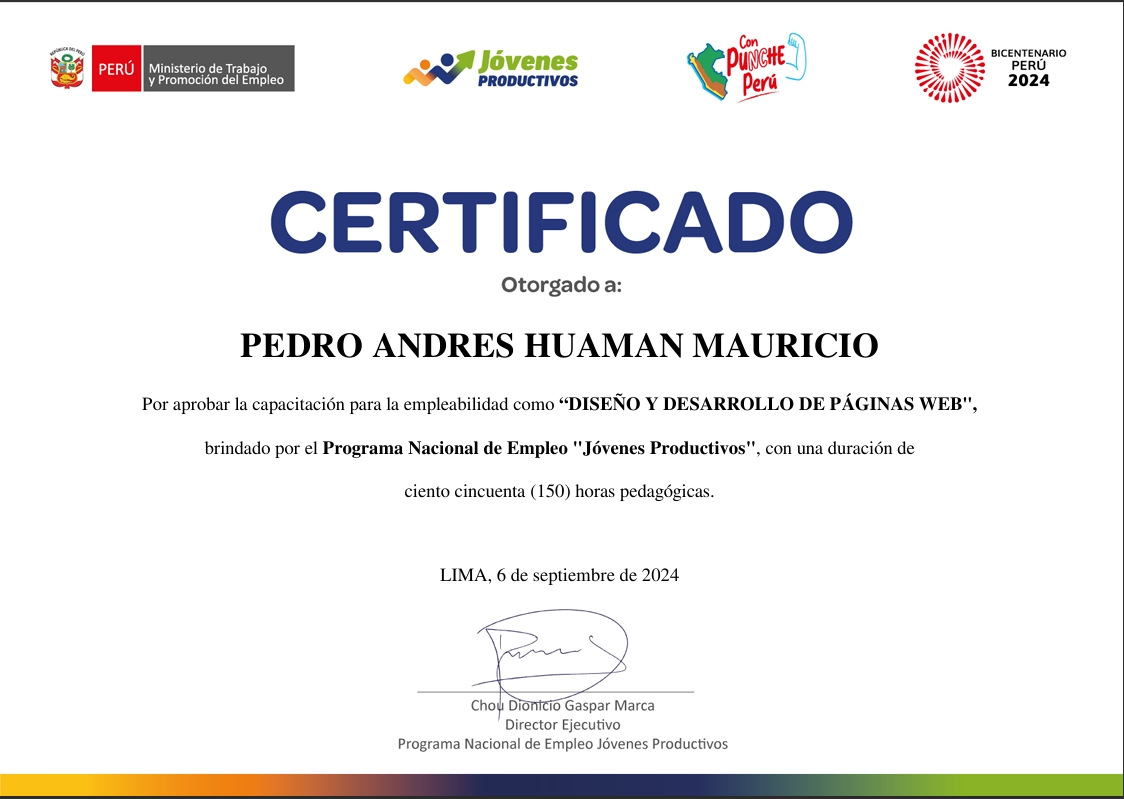 REPÚBLICA DEL PERÚ
PERÚ
Ministerio de Trabajo
y Promoción del Empleo
Jóvenes
PRODUCTIVOS
Con
PUNCHE
Perú
BICENTENARIO
PERÚ
2024
CERTIFICADO
Otorgado a:
PEDRO ANDRES HUAMAN MAURICIO
Por aprobar la capacitación para la empleabilidad como “DISEÑO Y DESARROLLO DE PÁGINAS WEB",
brindado por el Programa Nacional de Empleo "Jóvenes Productivos", con una duración de
ciento cincuenta (150) horas pedagógicas.
LIMA, 6 de septiembre de 2024
Chou Dionicio Gaspar Marca
Director Ejecutivo
Programa Nacional de Empleo Jóvenes Productivos